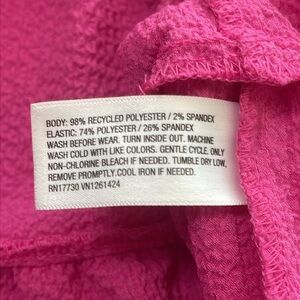 BODY: 98% RECYCLED POLYESTER / 2% SPANDEX
ELASTIC: 74% POLYESTER / 26% SPANDEX
WASH BEFORE WEAR. TURN INSIDE OUT. MACHINE
WASH COLD WITH LIKE COLORS. GENTLE CYCLE. ONLY
NON-CHLORINE BLEACH IF NEEDED. TUMBLE DRY LOW,
REMOVE PROMPTLY.COOL IRON IF NEEDED.
RN17730 VN1261424